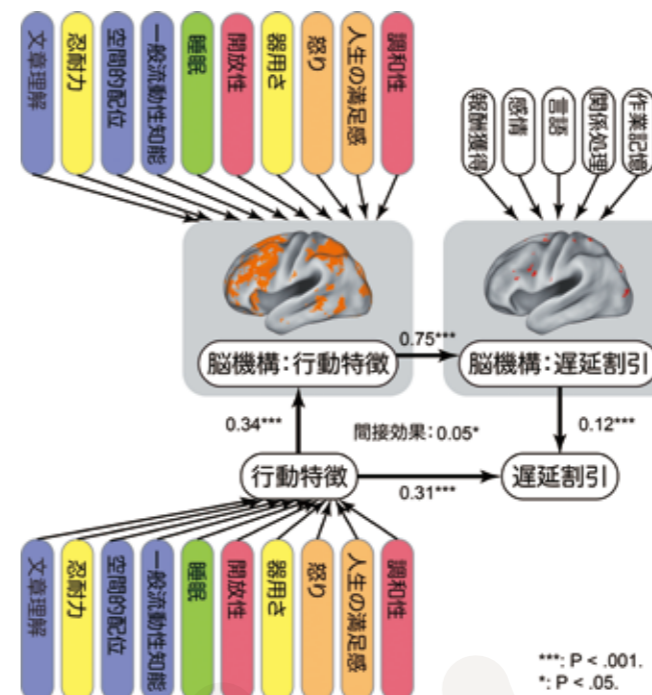 文章理解
忍耐力
空間的配位
一般流動性知能
睡眠
開放性
器用さ
怒り
人生の満足感
調和性
報酬獲得
感情
言語
関係処理
作業記憶
脳機構：行動特徴
0.75***
脳機構：遅延割引
0.34***
間接効果：0.05*
0.12***
行動特徴
0.31***
遅延割引
文章理解
忍耐力
空間的配位
一般流動性知能
睡眠
開放性
器用さ
怒り
人生の満足感
調和性
***: P < .001.
*: P < .05.